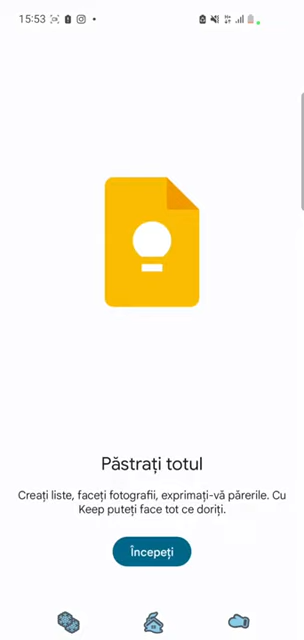 15:53
Păstrați totul
Creați liste, faceți fotografii, exprimați-vă părerile. Cu
Keep puteți face tot ce doriți.
Începeți